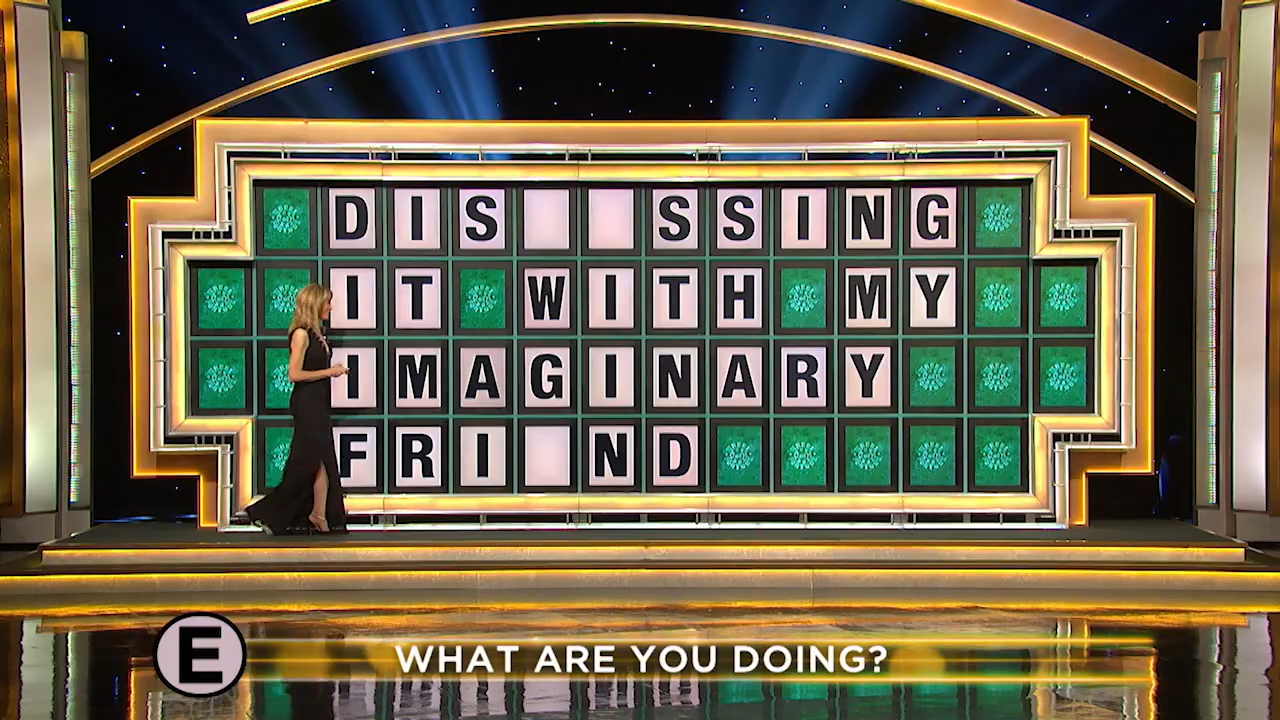 DIS  SSING
IT WITH MY
IMAGINARY
FRI ND
E
WHAT ARE YOU DOING?